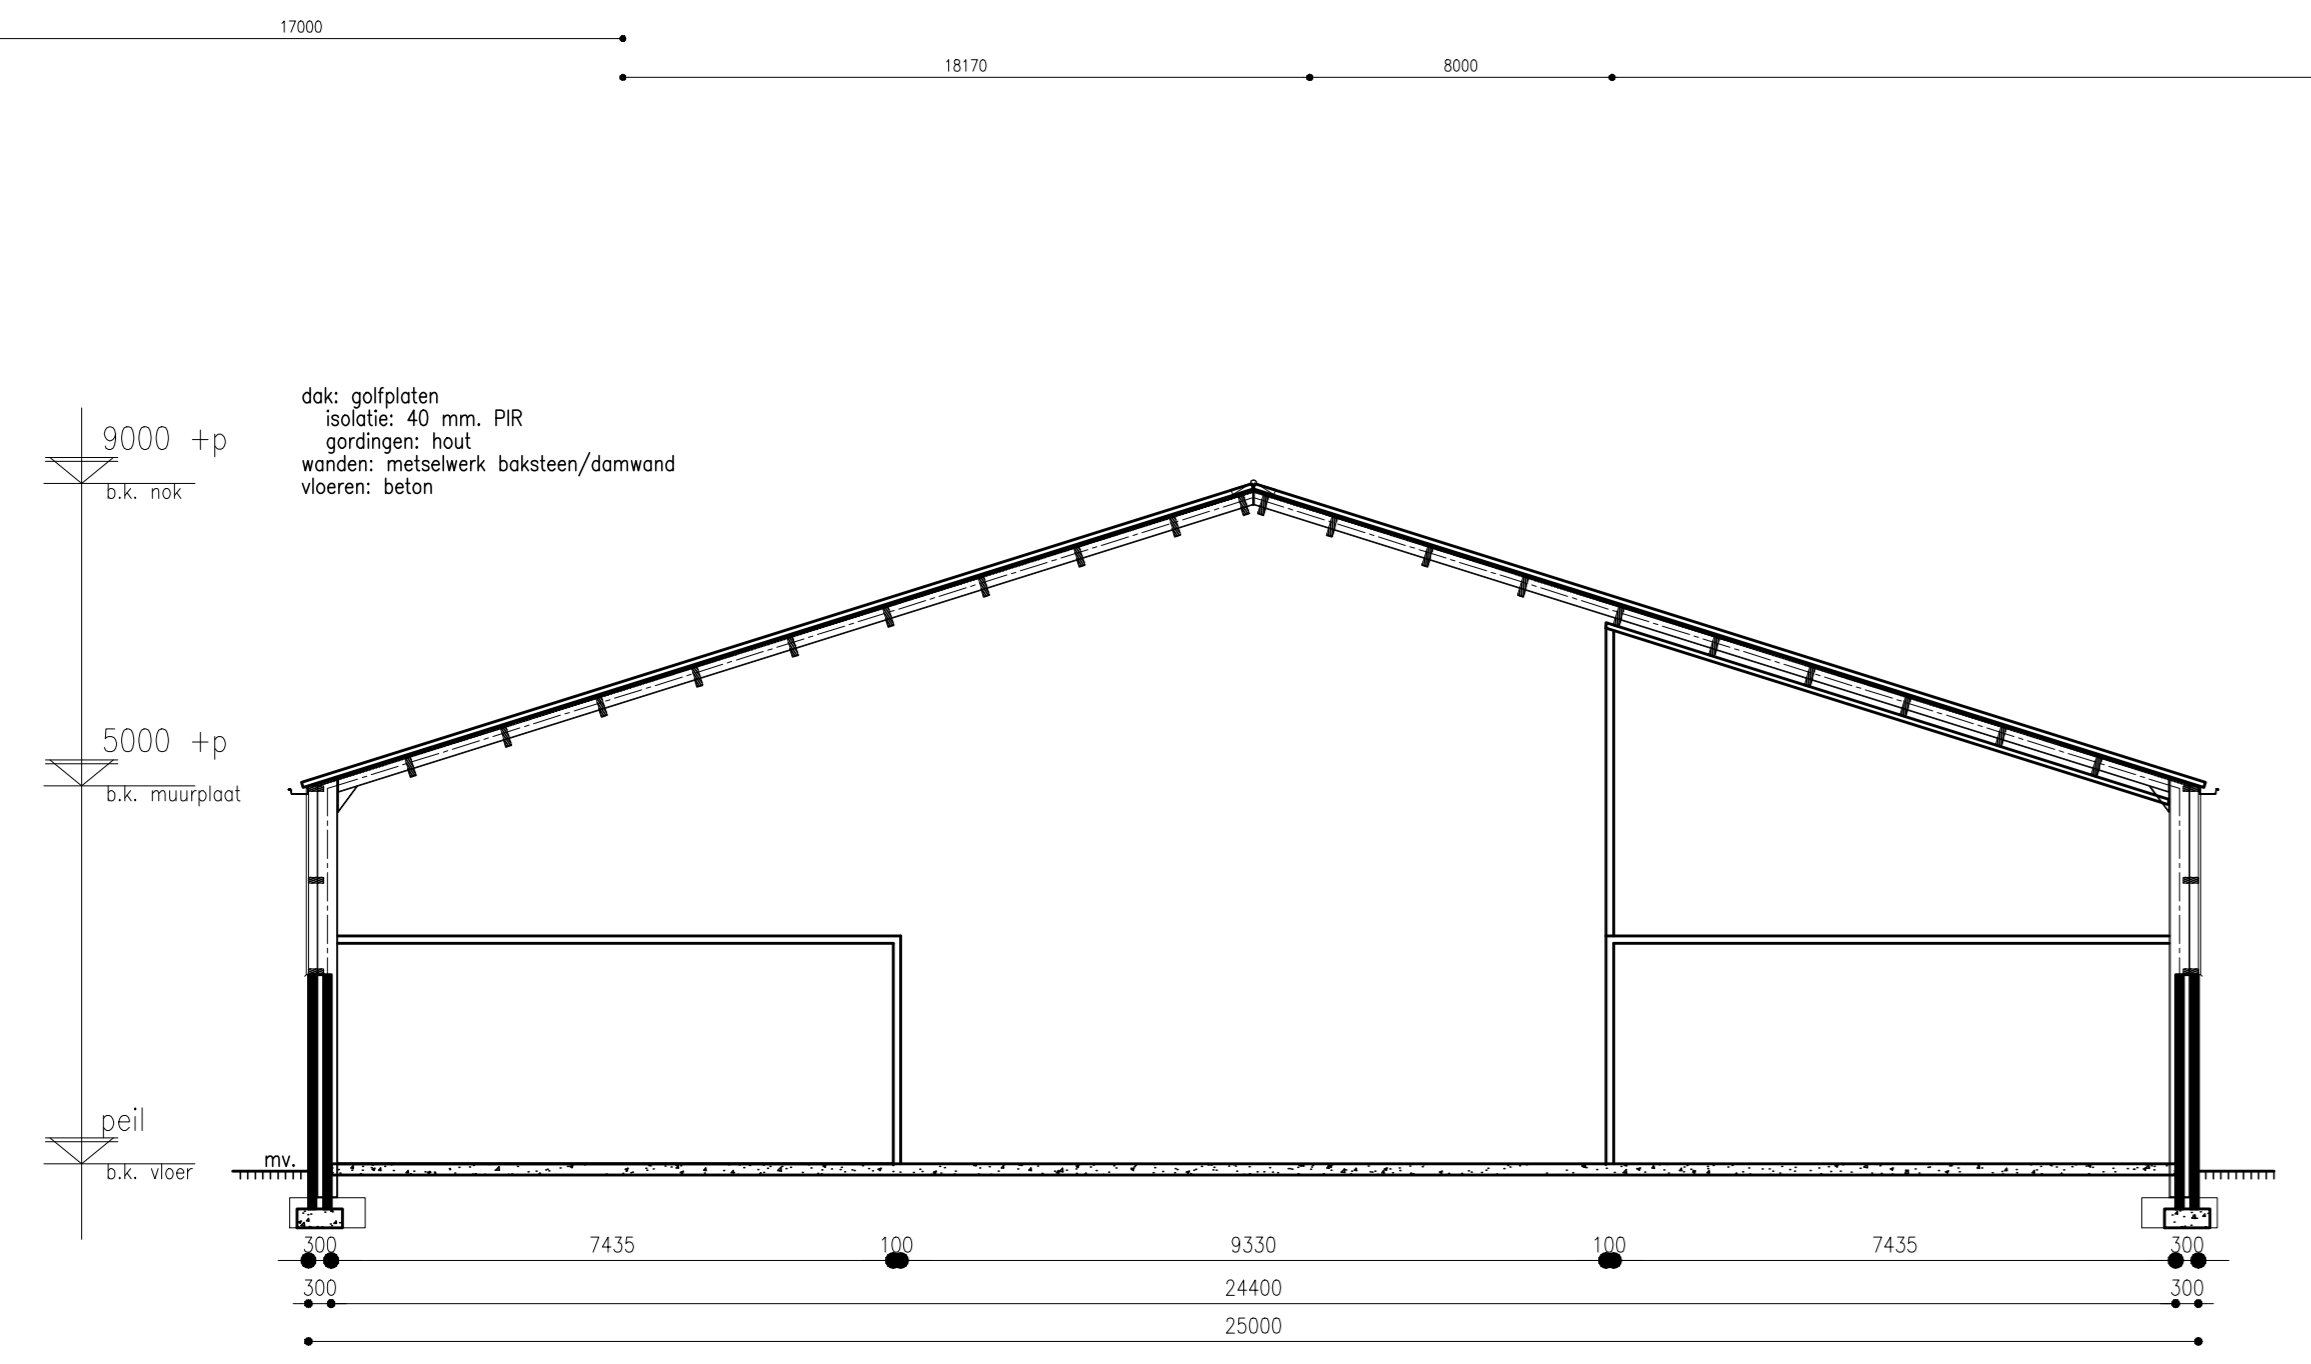 17000
18170 8000
dak: golfplaten
isolatie: 40 mm. PIR
gordingen: hout
wanden: metselwerk baksteen/damwand
vloeren: beton
9000 +p
b.k. nok
5000 +p
b.k. muurplaat
peil
b.k. vloer
mv.
300 7435 100 9330 100 7435 300
300 24400 300
25000